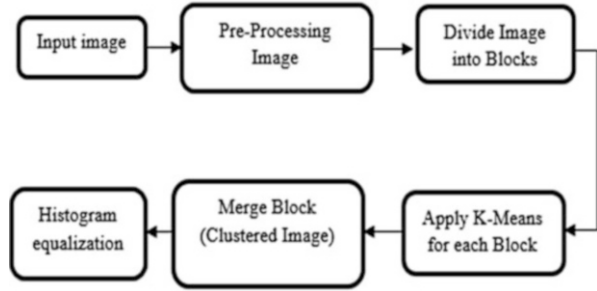 Input image
Pre-Processing
Image
Divide Image
into Blocks
Apply K-Means
for each Block
Merge Block
(Clustered Image)
Histogram
equalization